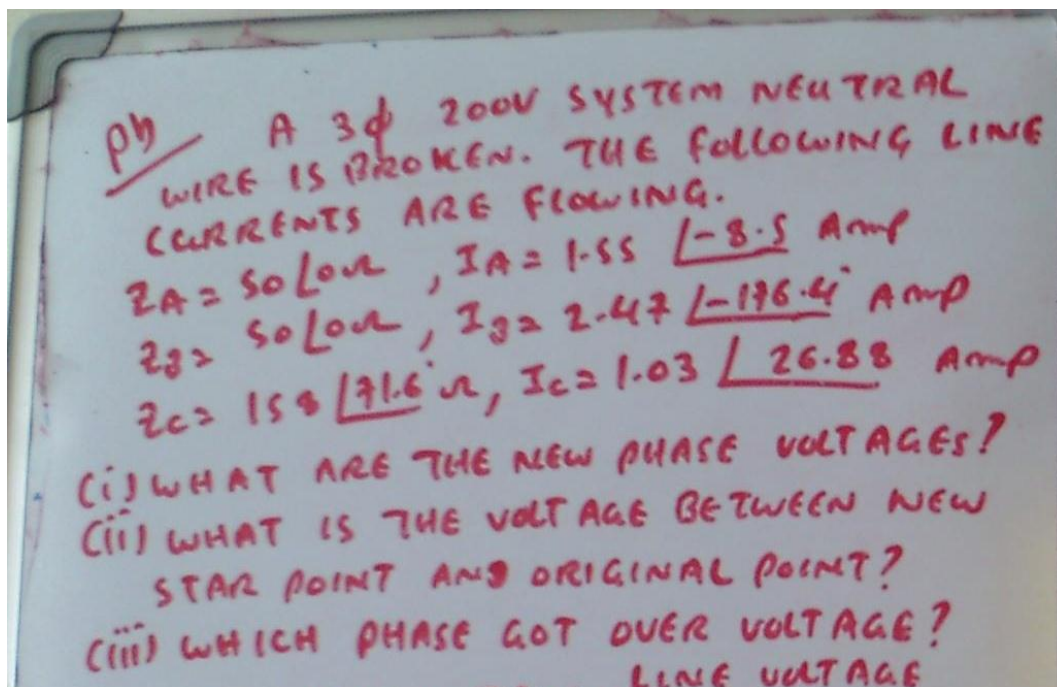 Pb A 3φ 200V SYSTEM NEUTRAL
WIRE IS BROKEN. THE FOLLOWING LINE
CURRENTS ARE FLOWING.
ZA = 50∠0Ω, IA = 1.55 ∠-8.5 Amp
ZB = 50∠0Ω, IB = 2.47 ∠-176.4° Amp
ZC = 158∠71.6°Ω, IC = 1.03 ∠26.88 Amp
(i) WHAT ARE THE NEW PHASE VOLTAGES?
(ii) WHAT IS THE VOLTAGE BETWEEN NEW
STAR POINT AND ORIGINAL POINT?
(iii) WHICH PHASE GOT OVER VOLTAGE?
LINE VOLTAGE